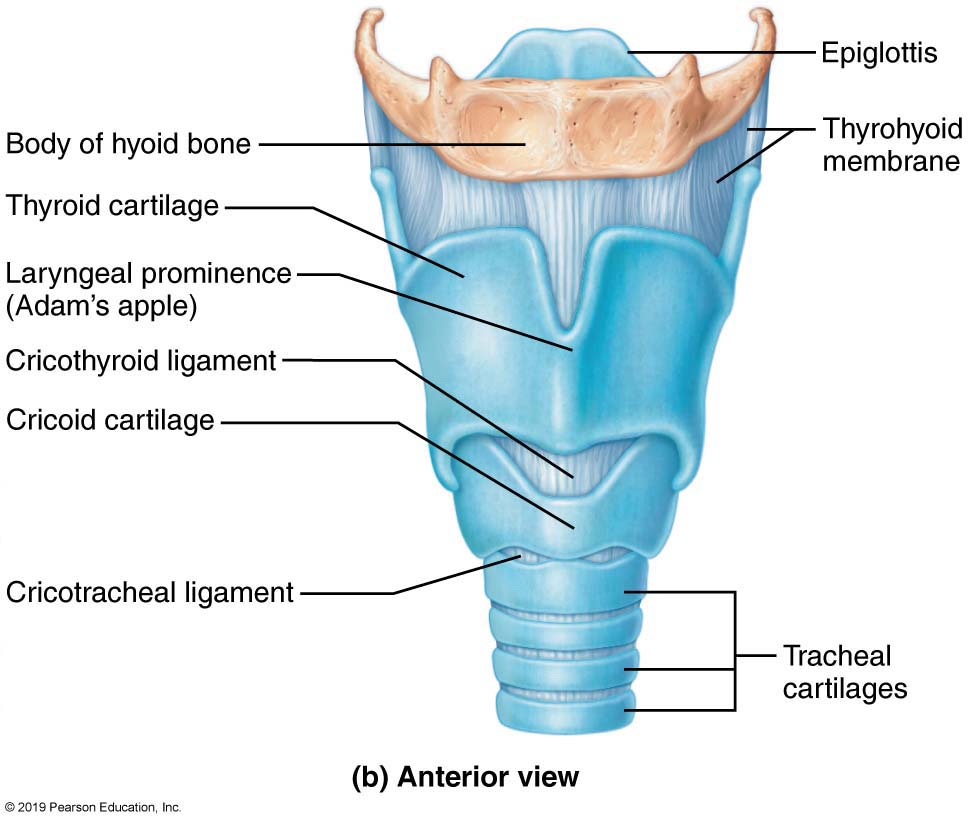 Epiglottis
Thyrohyoid
membrane
Body of hyoid bone
Thyroid cartilage
Laryngeal prominence
(Adam’s apple)
Cricothyroid ligament
Cricoid cartilage
Cricotracheal ligament
Tracheal
cartilages
(b) Anterior view
© 2019 Pearson Education, Inc.